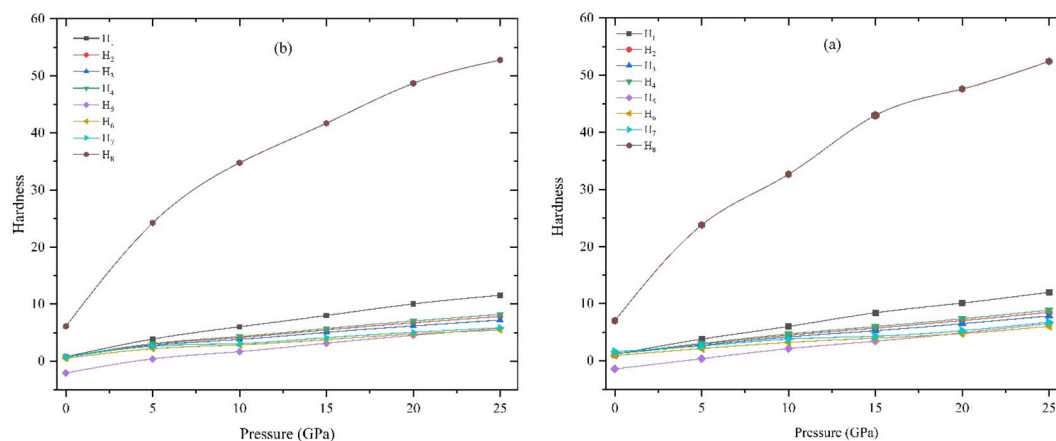 60
50
40
30
20
10
0
Hardness
(b)
H
H₂
H₃
H₄
H₅
H₆
H₇
H₈
0 5 10 15 20 25
Pressure (GPa)
60
50
40
30
20
10
0
Hardness
(a)
H₁
H₂
H₃
H₄
H₅
H₆
H₇
H₈
0 5 10 15 20 25
Pressure (GPa)